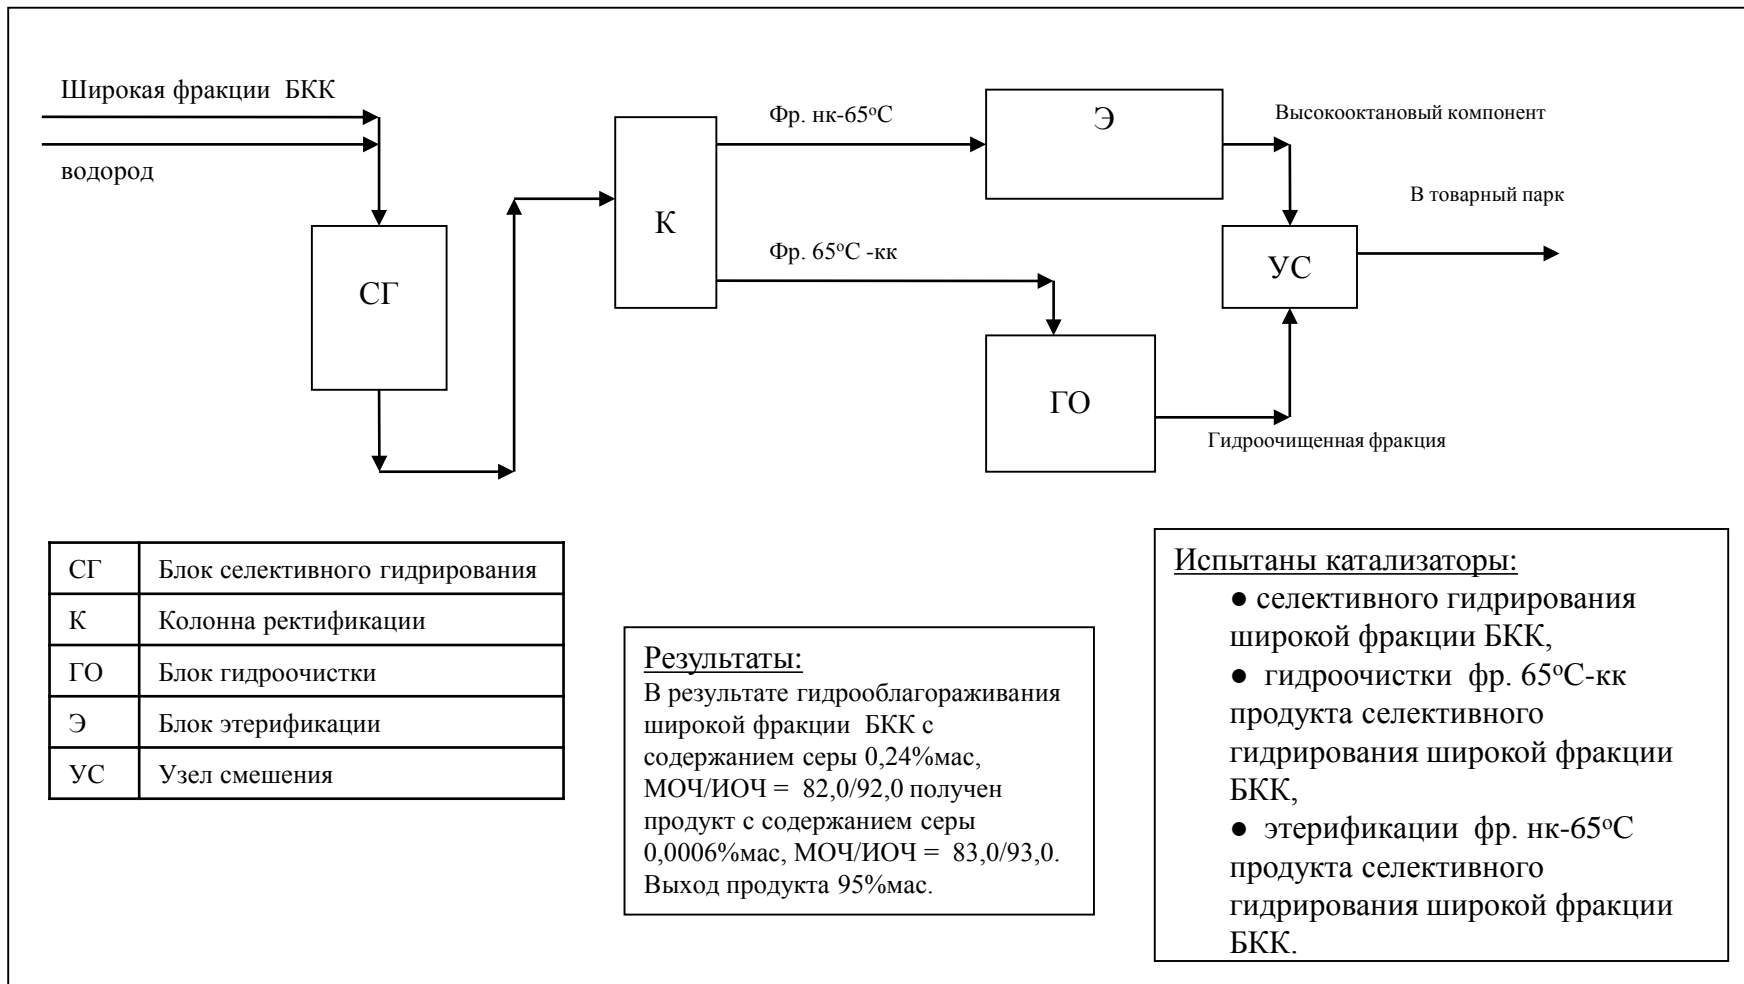 Широкая фракции БКК
водород
СГ
К
Фр. нк-65ºС
Фр. 65ºС -кк
Э
ГО
Высокооктановый компонент
УС
В товарный парк
Гидроочищенная фракция
СГ Блок селективного гидрирования
К Колонна ректификации
ГО Блок гидроочистки
Э Блок этерификации
УС Узел смешения
Результаты:
В результате гидрооблагораживания
широкой фракции БКК с
содержанием серы 0,24%мас,
МОЧ/ИОЧ = 82,0/92,0 получен
продукт с содержанием серы
0,0006%мас, МОЧ/ИОЧ = 83,0/93,0.
Выход продукта 95%мас.
Испытаны катализаторы:
● селективного гидрирования
широкой фракции БКК,
● гидроочистки фр. 65ºС-кк
продукта селективного
гидрирования широкой фракции
БКК,
● этерификации фр. нк-65ºС
продукта селективного
гидрирования широкой фракции
БКК.